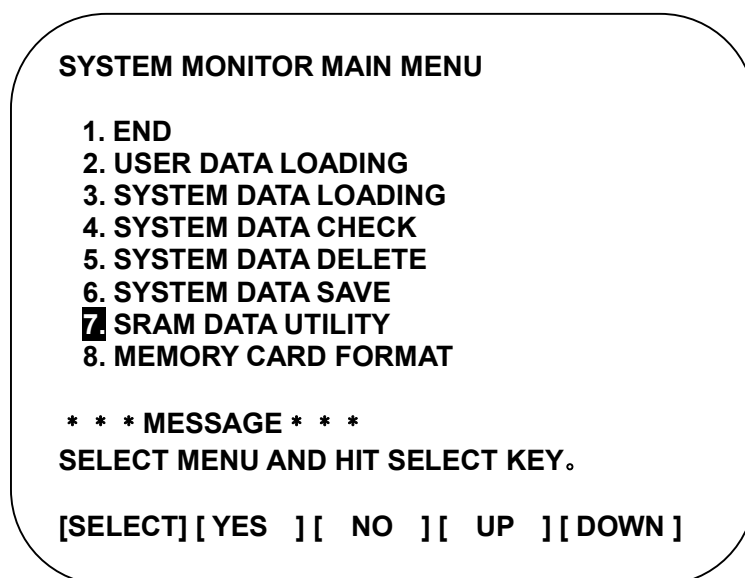 SYSTEM MONITOR MAIN MENU
1. END
2. USER DATA LOADING
3. SYSTEM DATA LOADING
4. SYSTEM DATA CHECK
5. SYSTEM DATA DELETE
6. SYSTEM DATA SAVE
7. SRAM DATA UTILITY
8. MEMORY CARD FORMAT
* * * MESSAGE * * *
SELECT MENU AND HIT SELECT KEY。
[SELECT] [ YES ] [ NO ] [ UP ] [ DOWN ]